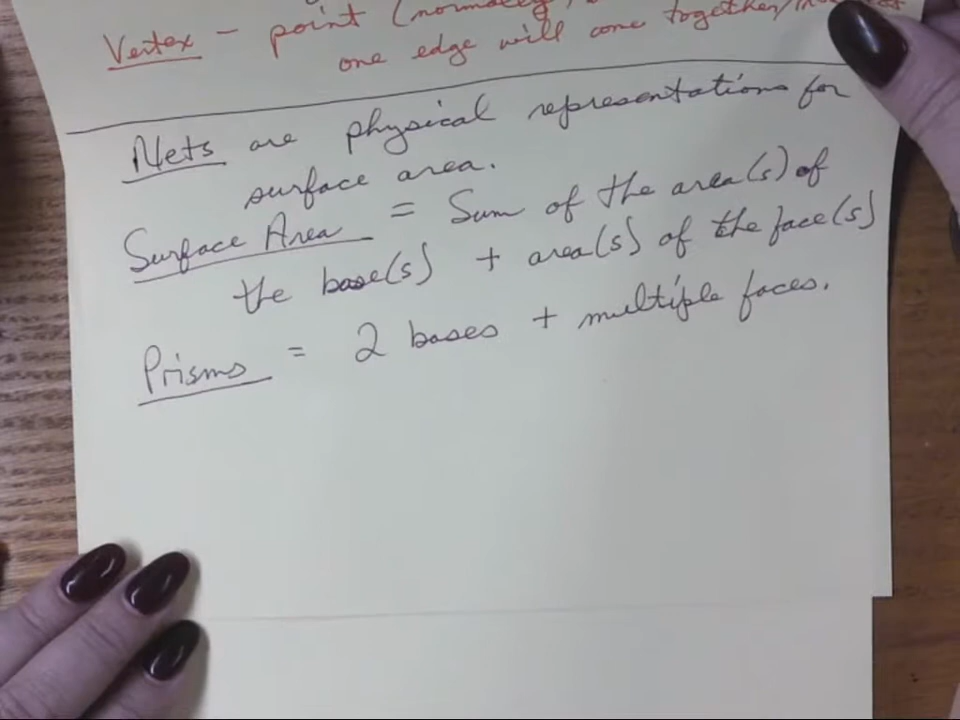 Vertex - point (normally,
one edge will come together/
Nets are physical representations for
surface area.
Surface Area = Sum of the area(s) of
the base(s) + area(s) of the face(s)
Prisms = 2 bases + multiple faces.